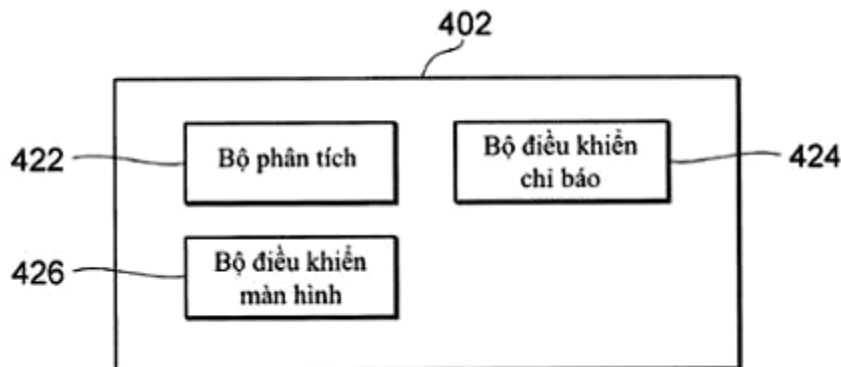 402
422
Bộ phân tích
Bộ điều khiển
chỉ báo
424
426
Bộ điều khiển
màn hình